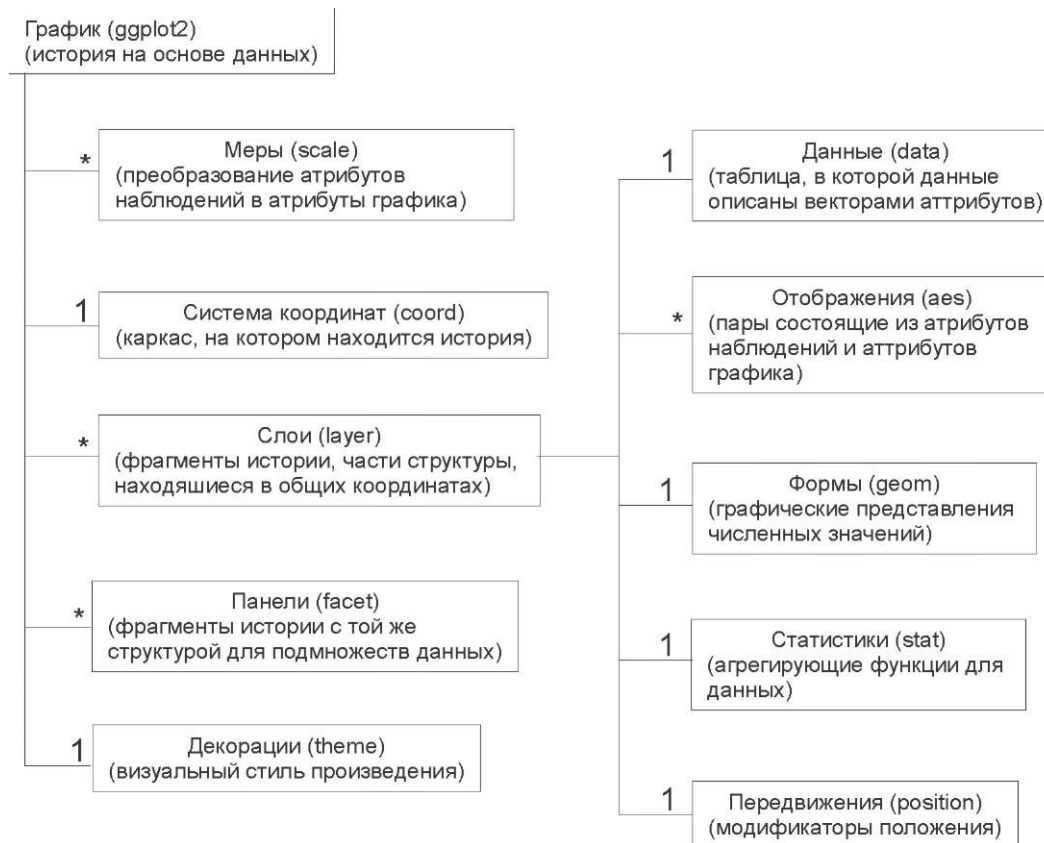 График (ggplot2)
(история на основе данных)
*
Меры (scale)
(преобразование атрибутов
наблюдений в атрибуты графика)
1
Система координат (coord)
(каркас, на котором находится история)
*
Слои (layer)
(фрагменты истории, части структуры,
находяшиеся в общих координатах)
*
Панели (facet)
(фрагменты истории с той же
структурой для подмножеств данных)
1
Декорации (theme)
(визуальный стиль произведения)
1
Данные (data)
(таблица, в которой данные
описаны векторами аттрибутов)
*
Отображения (aes)
(пары состоящие из атрибутов
наблюдений и аттрибутов
графика)
1
Формы (geom)
(графические представления
численных значений)
1
Статистики (stat)
(агрегирующие функции для
данных)
1
Передвижения (position)
(модификаторы положения)